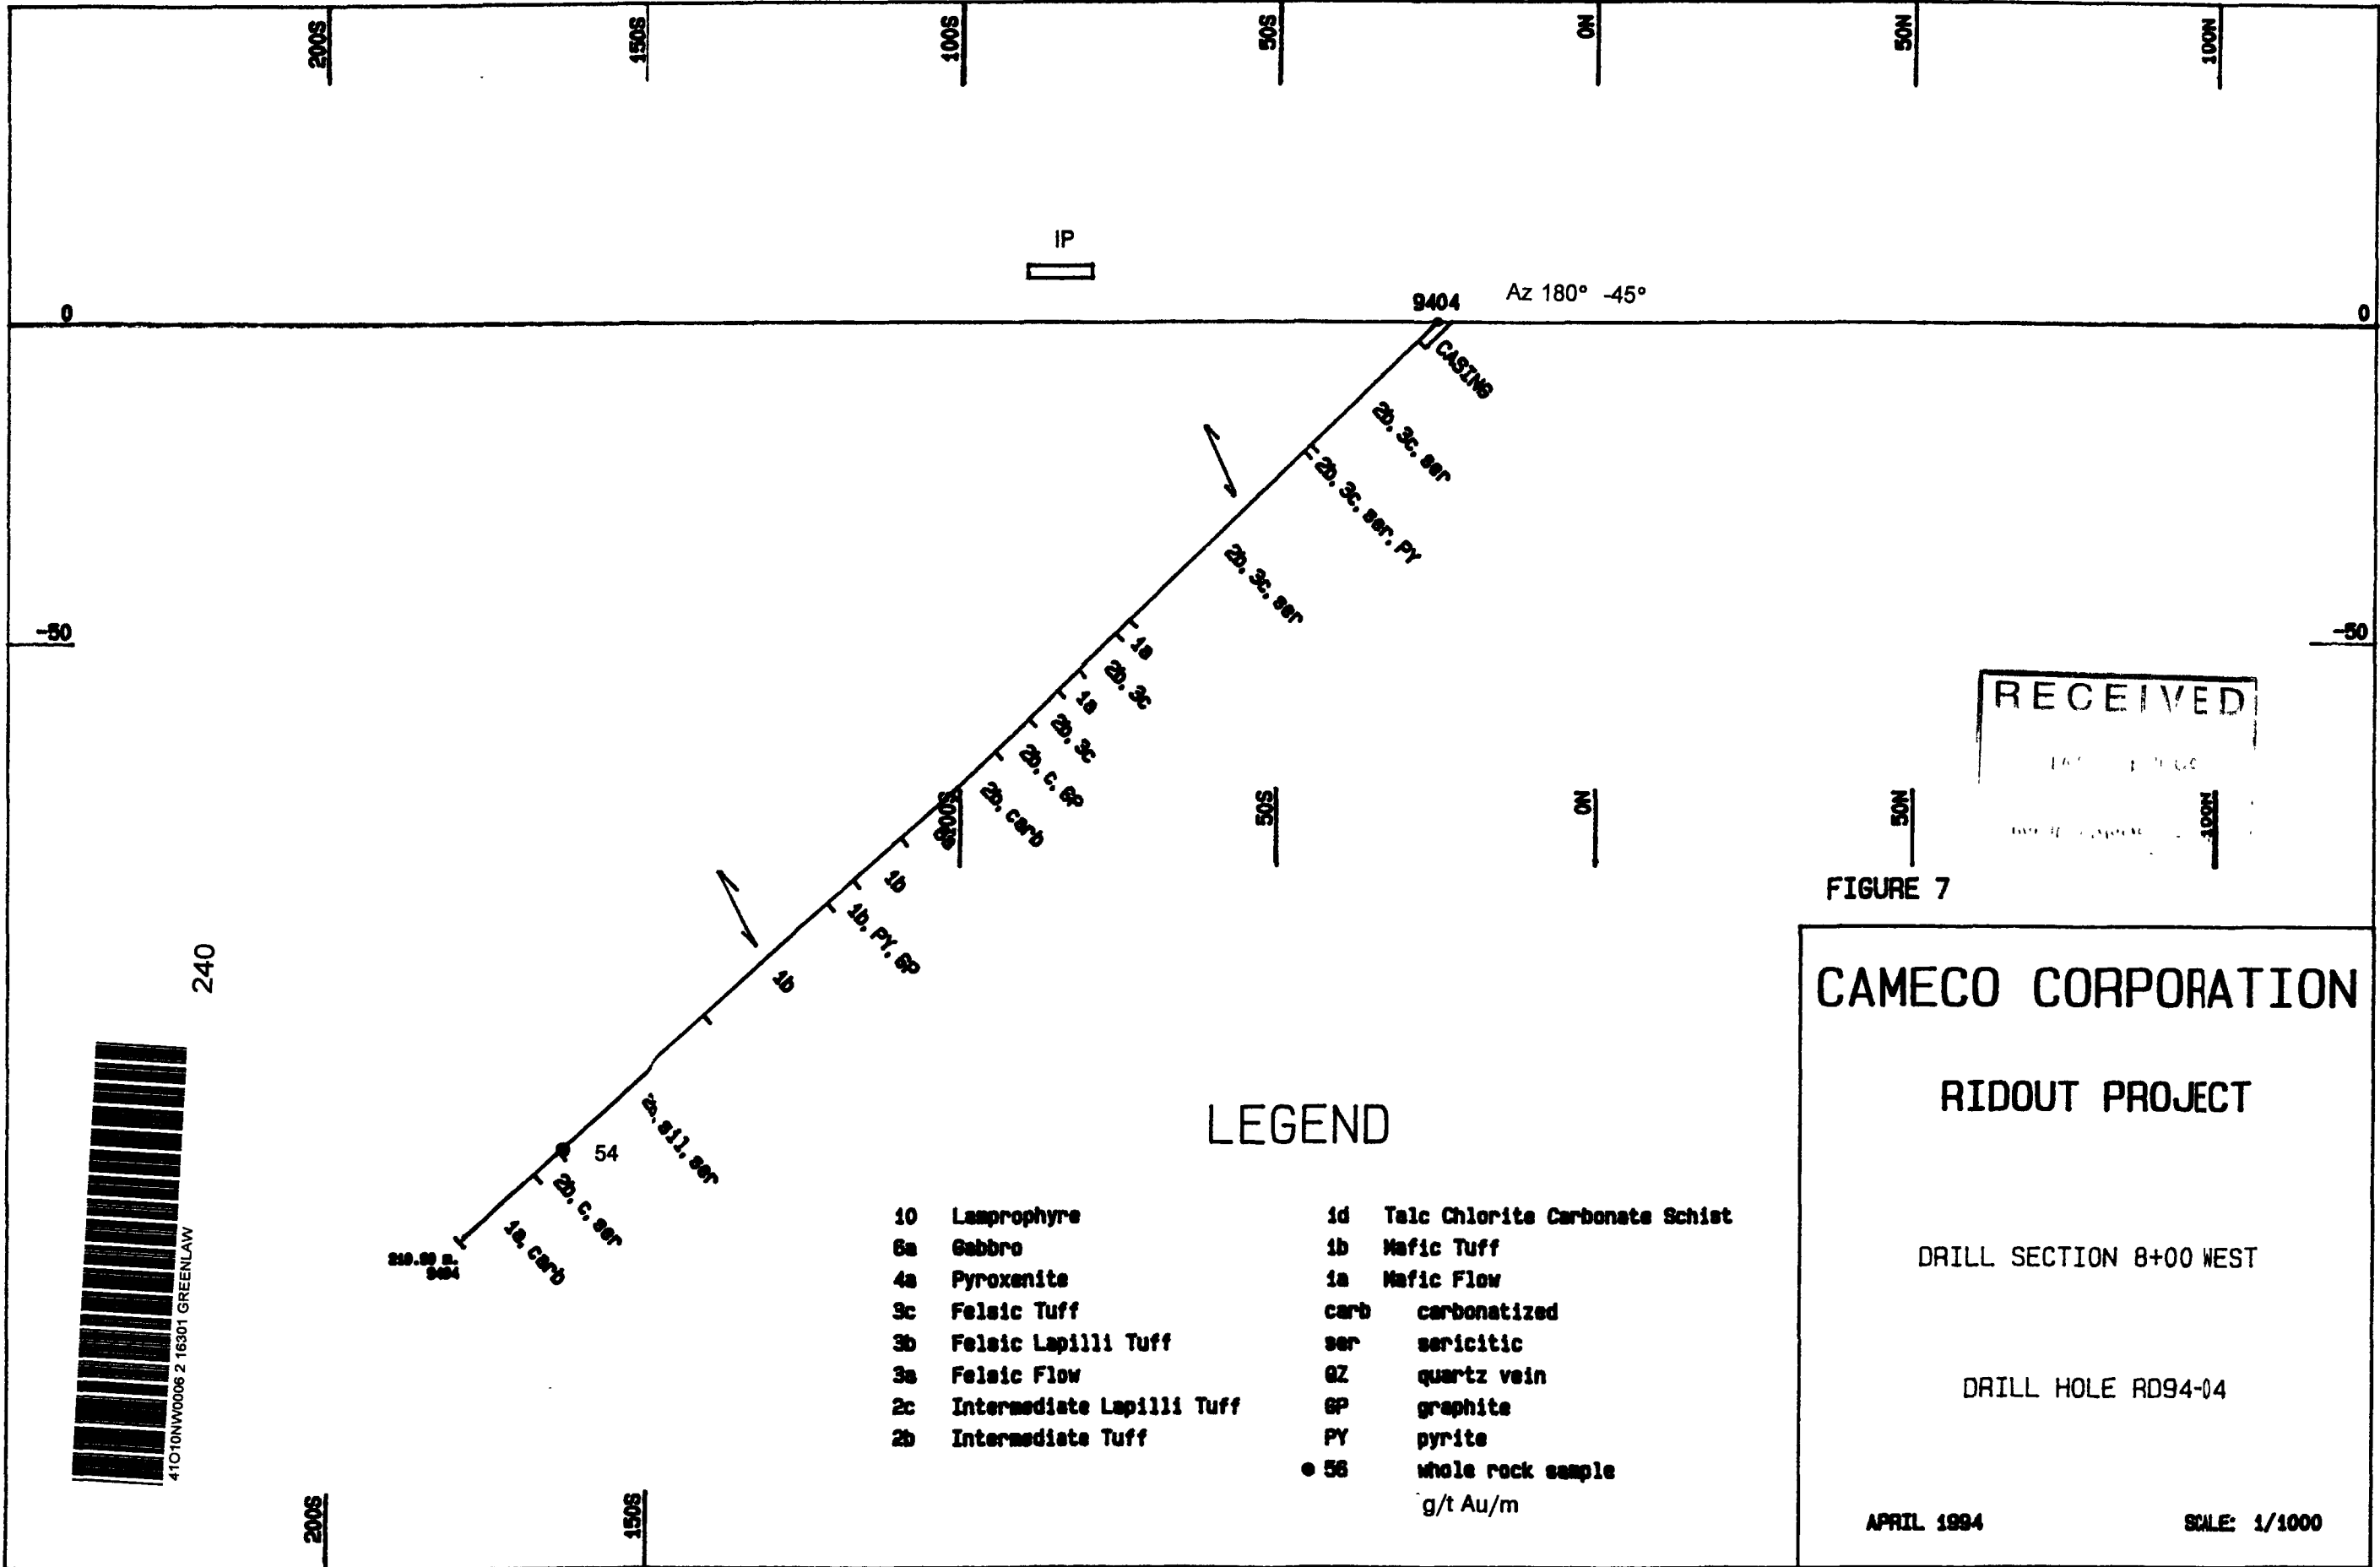 200S 150S 100S 50S 0N 50N 100N
IP
9404 Az 180° -45°
0 0
CASING
2b, 3c, ser
2b, 3c, ser, PY
2b, 3c, ser
-50 -50
1a
2b, 3c
1a
2b, 3c
2b, c, GP
2b, carb
RECEIVED
100S 50S 0N 50N 100N
1b
1b, PY, GP
1b
FIGURE 7
CAMECO CORPORATION
RIDOUT PROJECT
DRILL SECTION 8+00 WEST
DRILL HOLE RD94-04
APRIL 1994 SCALE: 1/1000
240
41O10NW0006 2 16301 GREENLAW
sil, ser
54
2b, c, ser
1a, carb
9404
LEGEND
10 Lamprophyre
6a Gabbro
4a Pyroxenite
3c Felsic Tuff
3b Felsic Lapilli Tuff
3a Felsic Flow
2c Intermediate Lapilli Tuff
2b Intermediate Tuff
1d Talc Chlorite Carbonate Schist
1b Mafic Tuff
1a Mafic Flow
carb carbonatized
ser sericitic
QZ quartz vein
GP graphite
PY pyrite
● 56 whole rock sample
g/t Au/m
200S 150S